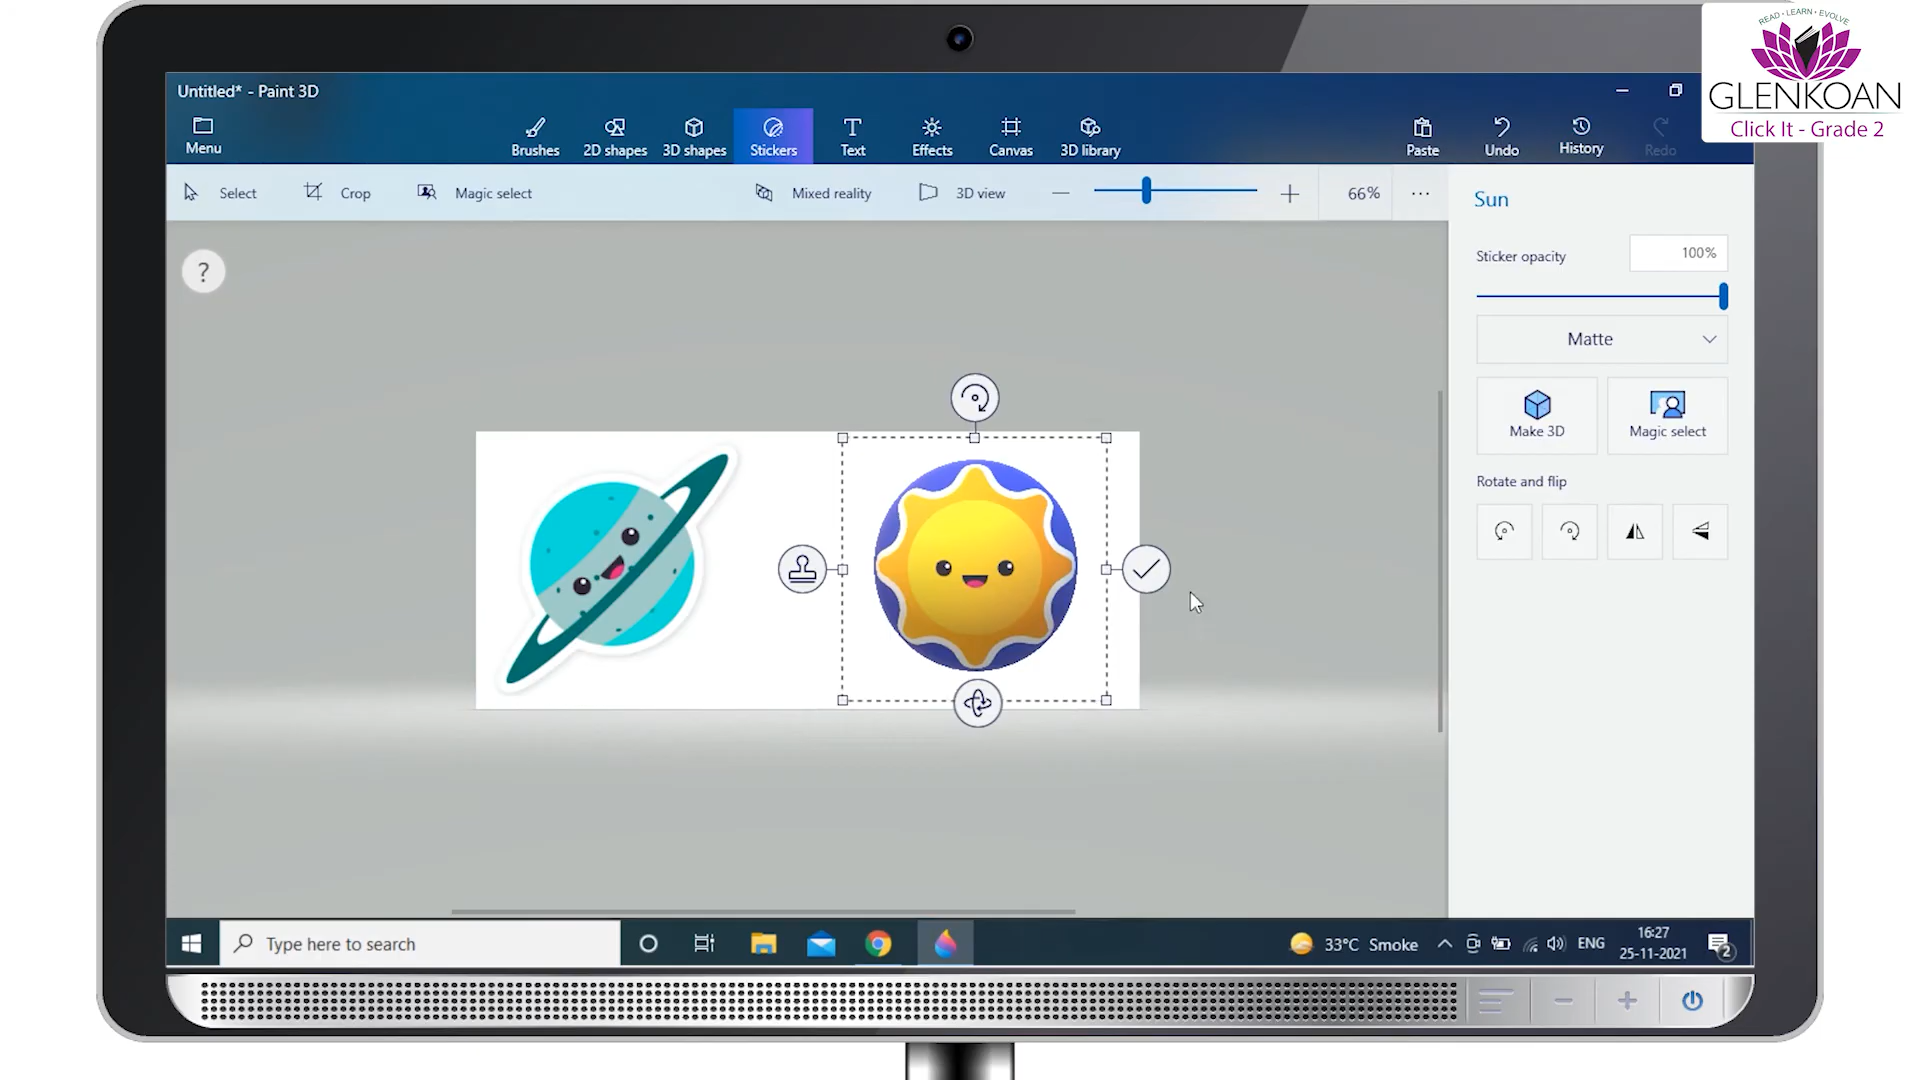 READ • LEARN • EVOLVE
GLENKOAN
Click It - Grade 2
Untitled* - Paint 3D
Menu
Brushes
2D shapes
3D shapes
Stickers
Text
Effects
Canvas
3D library
Paste
Undo
History
Redo
Select
Crop
Magic select
Mixed reality
3D view
66%
Sun
?
Sticker opacity
100%
Matte
Make 3D
Magic select
Rotate and flip
Type here to search
33°C Smoke
ENG
16:27
25-11-2021
2